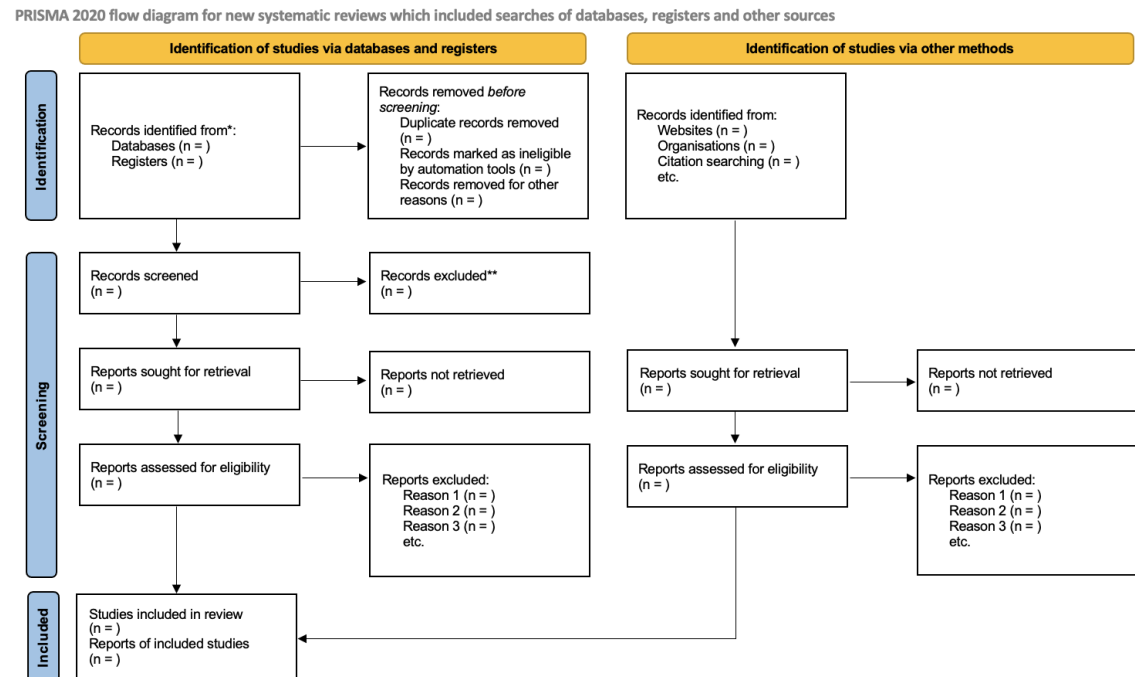 PRISMA 2020 flow diagram for new systematic reviews which included searches of databases, registers and other sources
Identification of studies via databases and registers
Identification of studies via other methods
Identification
Records identified from*:
Databases (n = )
Registers (n = )
Records removed before
screening:
Duplicate records removed
(n = )
Records marked as ineligible
by automation tools (n = )
Records removed for other
reasons (n = )
Records identified from:
Websites (n = )
Organisations (n = )
Citation searching (n = )
etc.
Screening
Records screened
(n = )
Records excluded**
(n = )
Reports sought for retrieval
(n = )
Reports not retrieved
(n = )
Reports sought for retrieval
(n = )
Reports not retrieved
(n = )
Reports assessed for eligibility
(n = )
Reports excluded:
Reason 1 (n = )
Reason 2 (n = )
Reason 3 (n = )
etc.
Reports assessed for eligibility
(n = )
Reports excluded:
Reason 1 (n = )
Reason 2 (n = )
Reason 3 (n = )
etc.
Included
Studies included in review
(n = )
Reports of included studies
(n = )